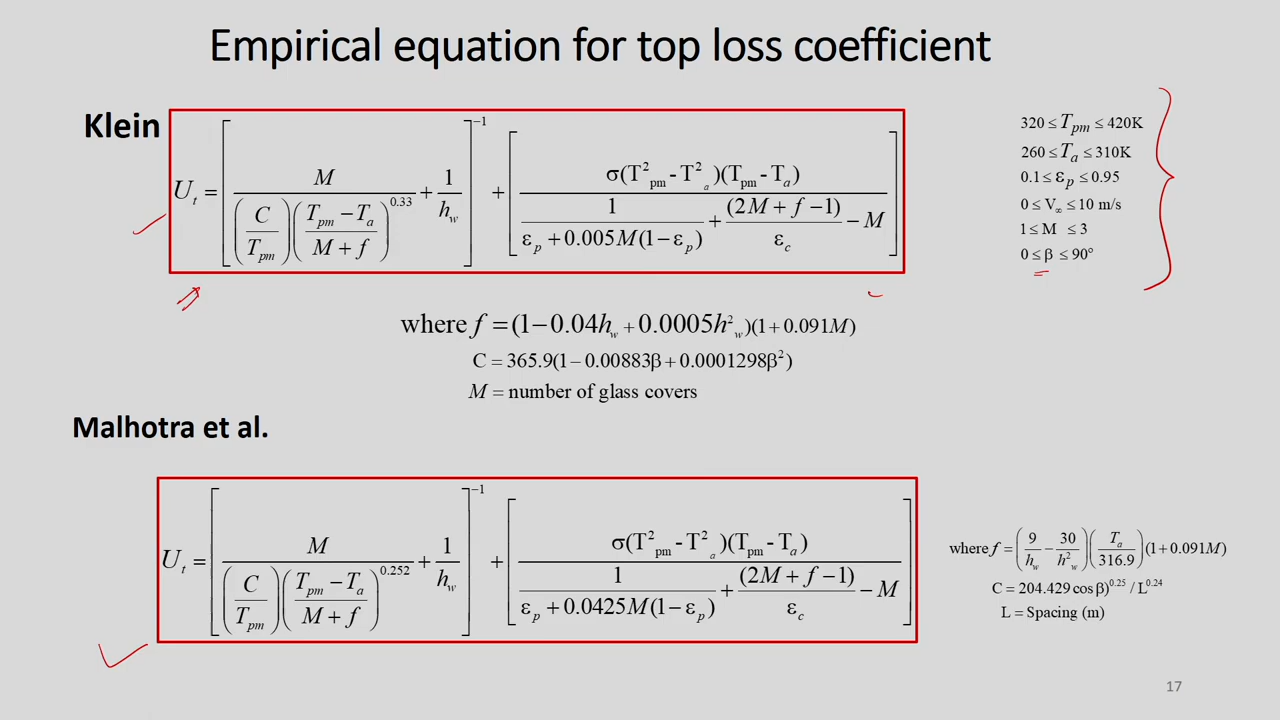 Empirical equation for top loss coefficient
Klein
U_t = [ M / ( (C/T_pm) ((T_pm − T_a)/(M + f))^0.33 ) + 1/h_w ]^−1 + [ σ(T²_pm - T²_a)(T_pm - T_a) / ( 1/(ε_p + 0.005M(1−ε_p)) + (2M + f −1)/ε_c − M ) ]
320 ≤ T_pm ≤ 420K
260 ≤ T_a ≤ 310K
0.1 ≤ ε_p ≤ 0.95
0 ≤ V_∞ ≤ 10 m/s
1 ≤ M ≤ 3
0 ≤ β ≤ 90°
where f = (1−0.04h_w + 0.0005h²_w)(1+0.091M)
C = 365.9(1−0.00883β + 0.0001298β²)
M = number of glass covers
Malhotra et al.
U_t = [ M / ( (C/T_pm) ((T_pm − T_a)/(M + f))^0.252 ) + 1/h_w ]^−1 + [ σ(T²_pm - T²_a)(T_pm - T_a) / ( 1/(ε_p + 0.0425M(1−ε_p)) + (2M + f −1)/ε_c − M ) ]
where f = (9/h_w − 30/h²_w)(T_a/316.9)(1+0.091M)
C = 204.429 cos β)^0.25 / L^0.24
L = Spacing (m)
17